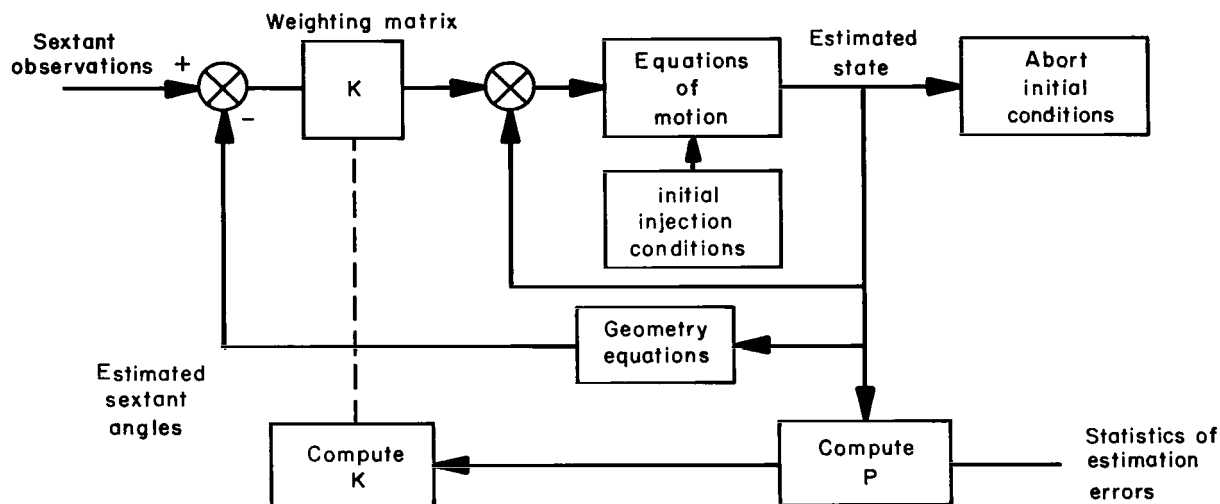 Weighting matrix
Sextant
observations
+
-
K
Equations
of
motion
Estimated
state
Abort
initial
conditions
initial
injection
conditions
Geometry
equations
Estimated
sextant
angles
Compute
K
Compute
P
Statistics of
estimation
errors